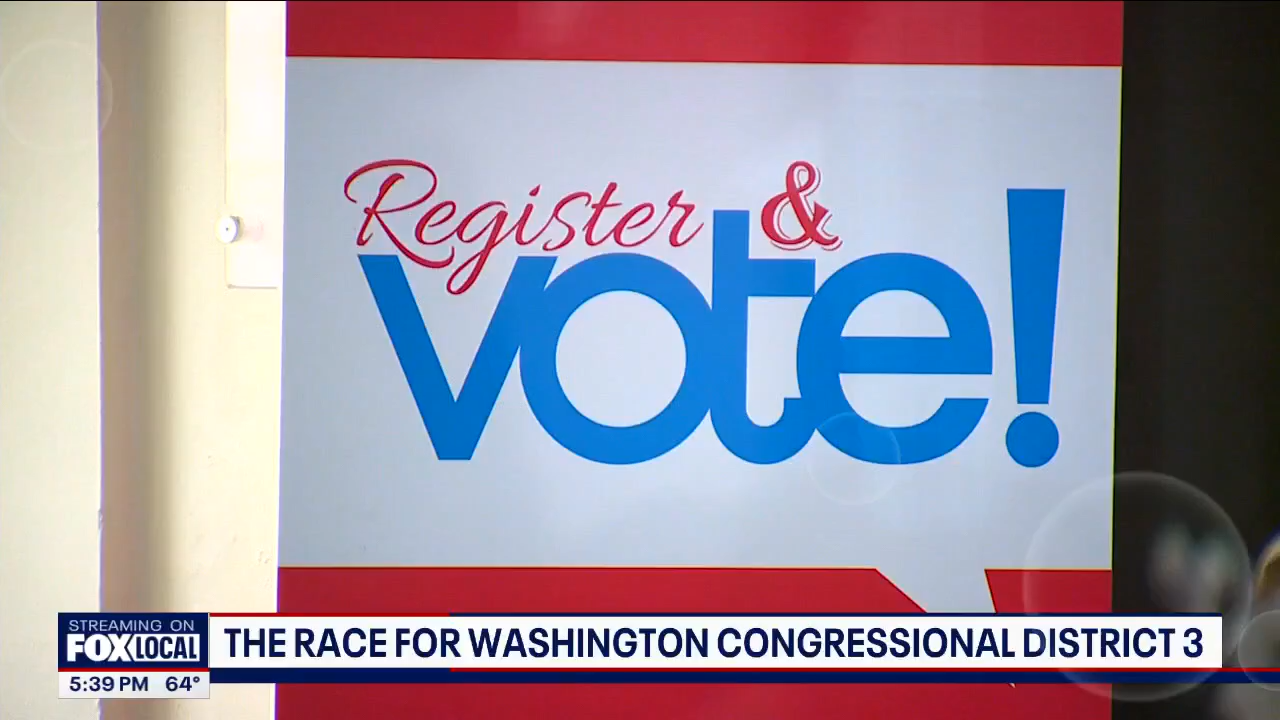 Register &
vote!
STREAMING ON
FOX LOCAL
THE RACE FOR WASHINGTON CONGRESSIONAL DISTRICT 3
5:39 PM 64°